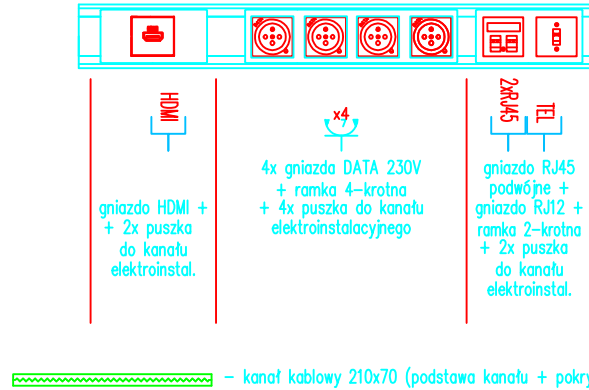 HDMI
x4
2xRJ45
TEL
gniazdo HDMI +
+ 2x puszka
do kanału
elektroinstal.
4x gniazda DATA 230V
+ ramka 4-krotna
+ 4x puszka do kanału
elektroinstalacyjnego
gniazdo RJ45
podwójne +
gniazdo RJ12 +
ramka 2-krotna
+ 2x puszka
do kanału
elektroinstal.
- kanał kablowy 210x70 (podstawa kanału + pokry